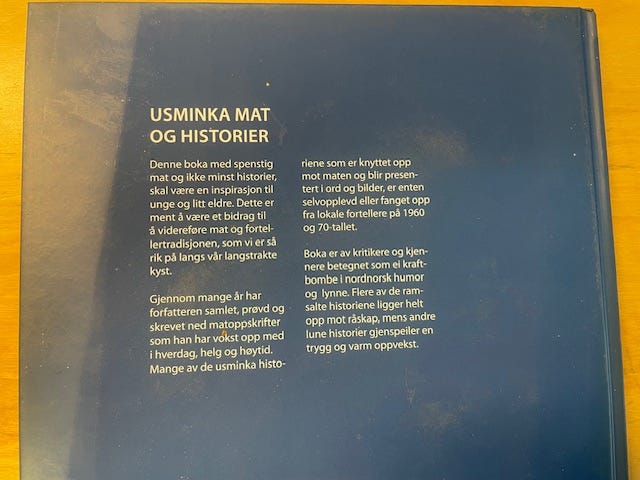 USMINKA MAT
OG HISTORIER
Denne boka med spenstig
mat og ikke minst historier,
skal være en inspirasjon til
unge og litt eldre. Dette er
ment å være et bidrag til
å videreføre mat og fortel-
lertradisjonen, som vi er så
rik på langs vår langstrakte
kyst.
Gjennom mange år har
forfatteren samlet, prøvd og
skrevet ned matoppskrifter
som han har vokst opp med
i hverdag, helg og høytid.
Mange av de usminka histo-
riene som er knyttet opp
mot maten og blir presen-
tert i ord og bilder, er enten
selvopplevd eller fanget opp
fra lokale fortellere på 1960
og 70-tallet.
Boka er av kritikere og kjen-
nere betegnet som ei kraft-
bombe i nordnorsk humor
og lynne. Flere av de ram-
salte historiene ligger helt
opp mot råskap, mens andre
lune historier gjenspeiler en
trygg og varm oppvekst.